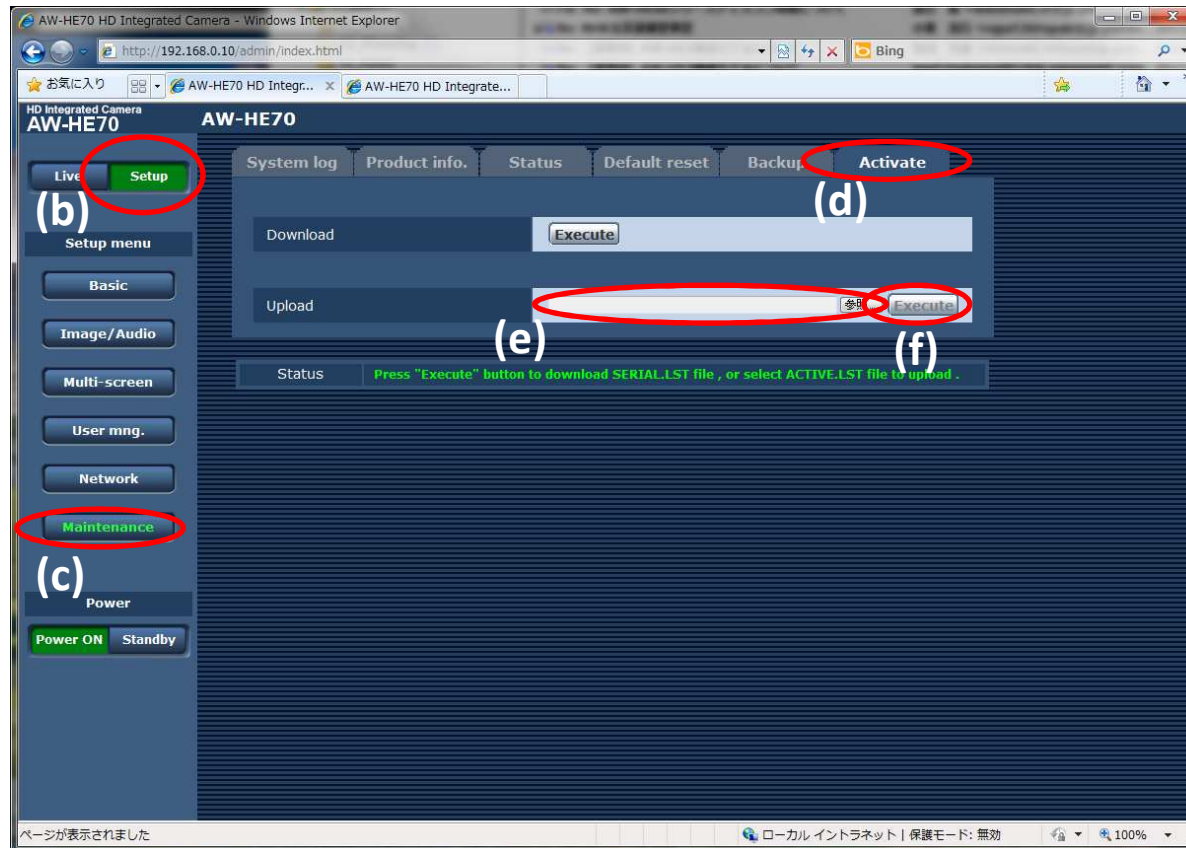 AW-HE70 HD Integrated Camera - Windows Internet Explorer
http://192.168.0.10/admin/index.html
Bing
お気に入り
AW-HE70 HD Integr...
AW-HE70 HD Integrate...
HD Integrated Camera
AW-HE70
AW-HE70
Live Setup
(b)
System log Product info. Status Default reset Backup Activate
(d)
Setup menu
Download Execute
Basic
Upload 参照 Execute
(e)
(f)
Image/Audio
Status Press "Execute" button to download SERIAL.LST file , or select ACTIVE.LST file to upload .
Multi-screen
User mng.
Network
Maintenance
(c)
Power
Power ON Standby
ページが表示されました
ローカル イントラネット | 保護モード: 無効
100%